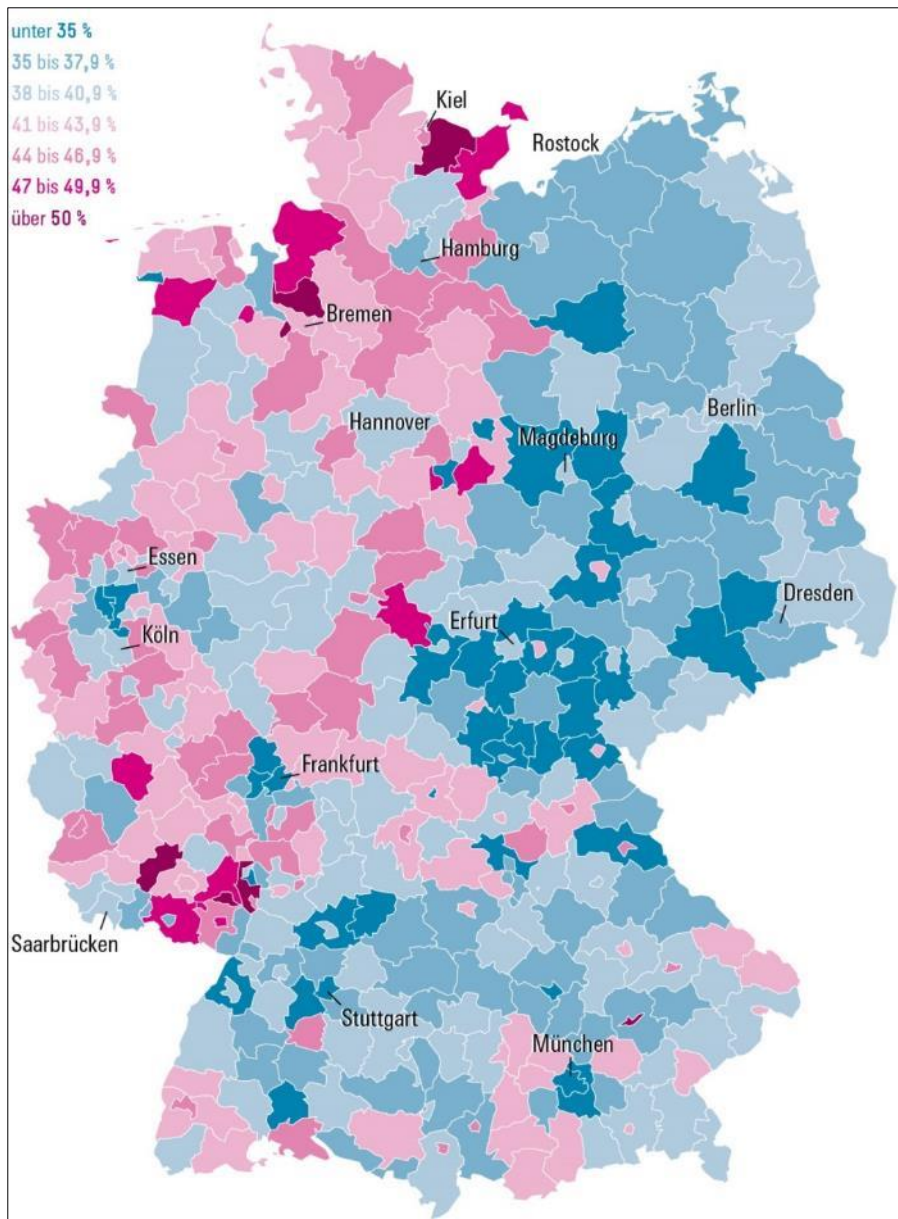 unter 35 %
35 bis 37,9 %
38 bis 40,9 %
41 bis 43,9 %
44 bis 46,9 %
47 bis 49,9 %
über 50 %
Kiel
Rostock
Hamburg
Bremen
Hannover
Berlin
Magdeburg
Essen
Dresden
Erfurt
Köln
Frankfurt
Saarbrücken
Stuttgart
München